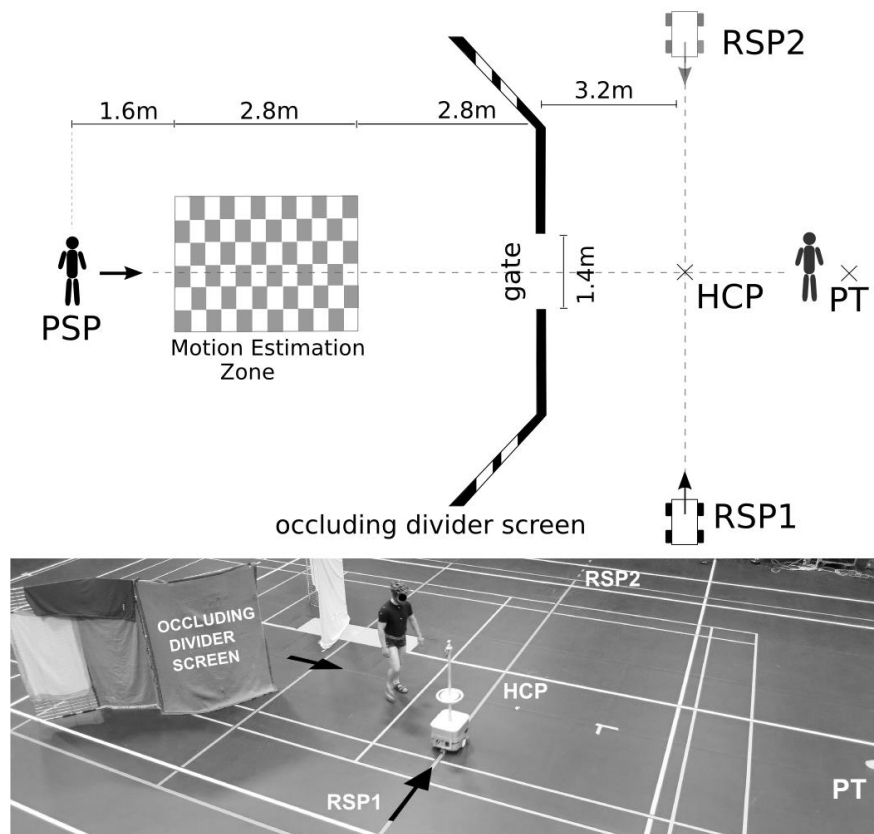 RSP2
3.2m
1.6m
2.8m
2.8m
gate
1.4m
HCP
PT
PSP
Motion Estimation
Zone
RSP1
occluding divider screen
RSP2
OCCLUDING
DIVIDER
SCREEN
HCP
RSP1
PT